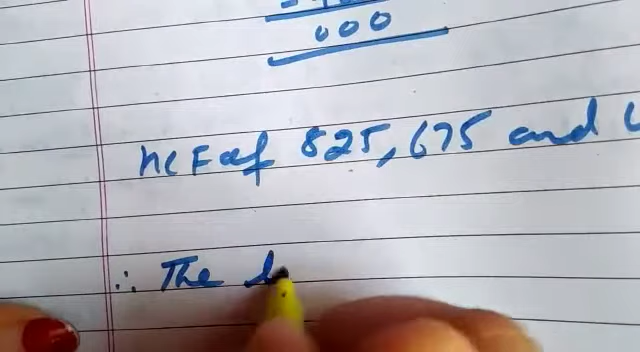 000
HCF of 825, 675 and
∴ The